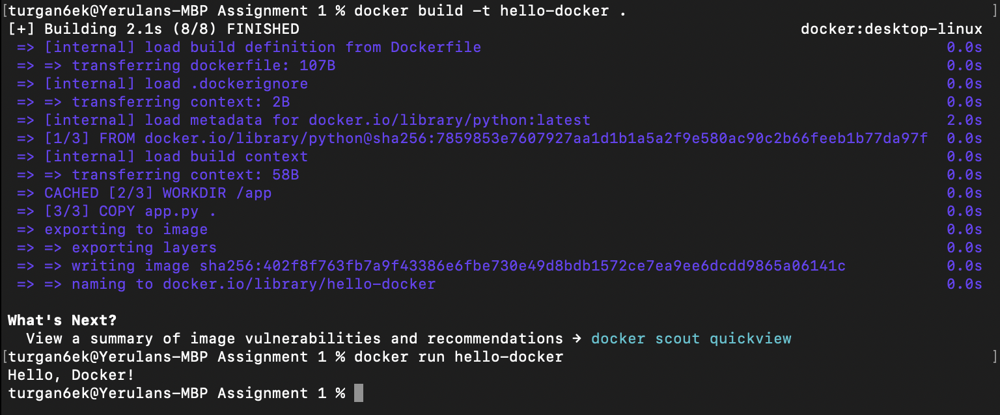 [turgan6ek@Yerulans-MBP Assignment 1 % docker build -t hello-docker . ]
[+] Building 2.1s (8/8) FINISHED docker:desktop-linux
=> [internal] load build definition from Dockerfile 0.0s
=> => transferring dockerfile: 107B 0.0s
=> [internal] load .dockerignore 0.0s
=> => transferring context: 2B 0.0s
=> [internal] load metadata for docker.io/library/python:latest 2.0s
=> [1/3] FROM docker.io/library/python@sha256:7859853e7607927aa1d1b1a5a2f9e580ac90c2b66feeb1b77da97f 0.0s
=> [internal] load build context 0.0s
=> => transferring context: 58B 0.0s
=> CACHED [2/3] WORKDIR /app 0.0s
=> [3/3] COPY app.py . 0.0s
=> exporting to image 0.0s
=> => exporting layers 0.0s
=> => writing image sha256:402f8f763fb7a9f43386e6fbe730e49d8bdb1572ce7ea9ee6dcdd9865a06141c 0.0s
=> => naming to docker.io/library/hello-docker 0.0s
What's Next?
View a summary of image vulnerabilities and recommendations → docker scout quickview
[turgan6ek@Yerulans-MBP Assignment 1 % docker run hello-docker ]
Hello, Docker!
turgan6ek@Yerulans-MBP Assignment 1 %